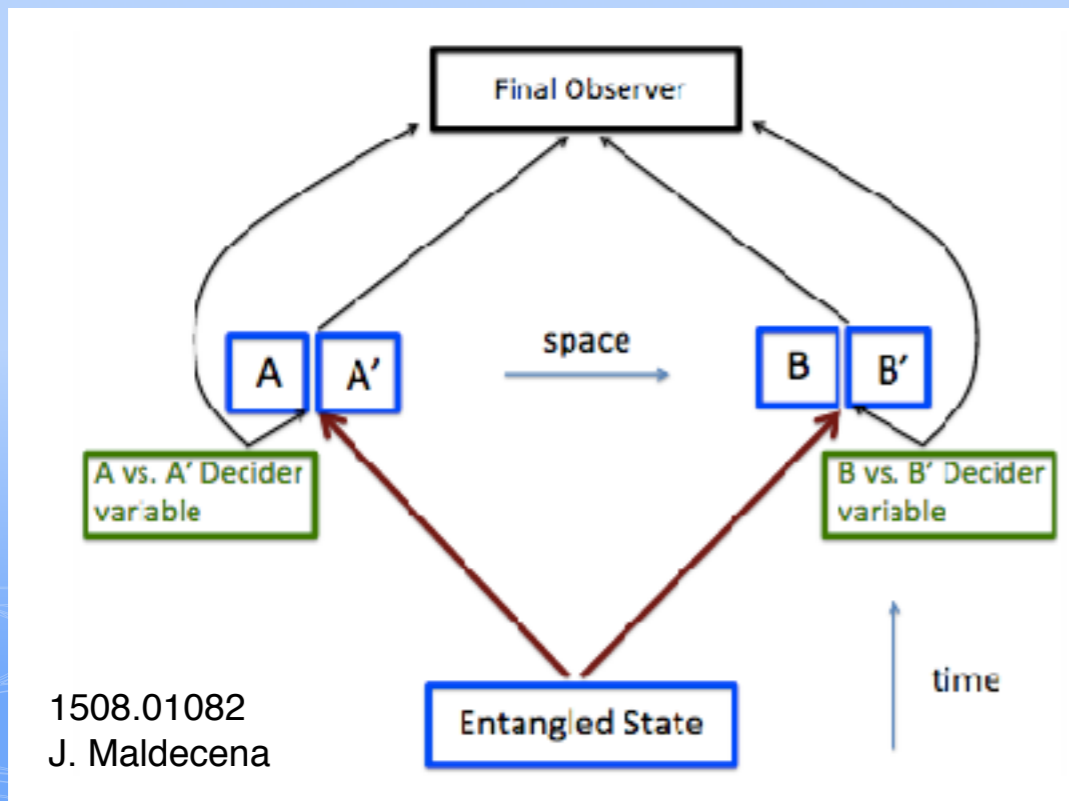 Final Observer
A
A′
space
B
B′
A vs. A′ Decider
variable
B vs. B′ Decider
variable
time
Entangled State
1508.01082
J. Maldecena